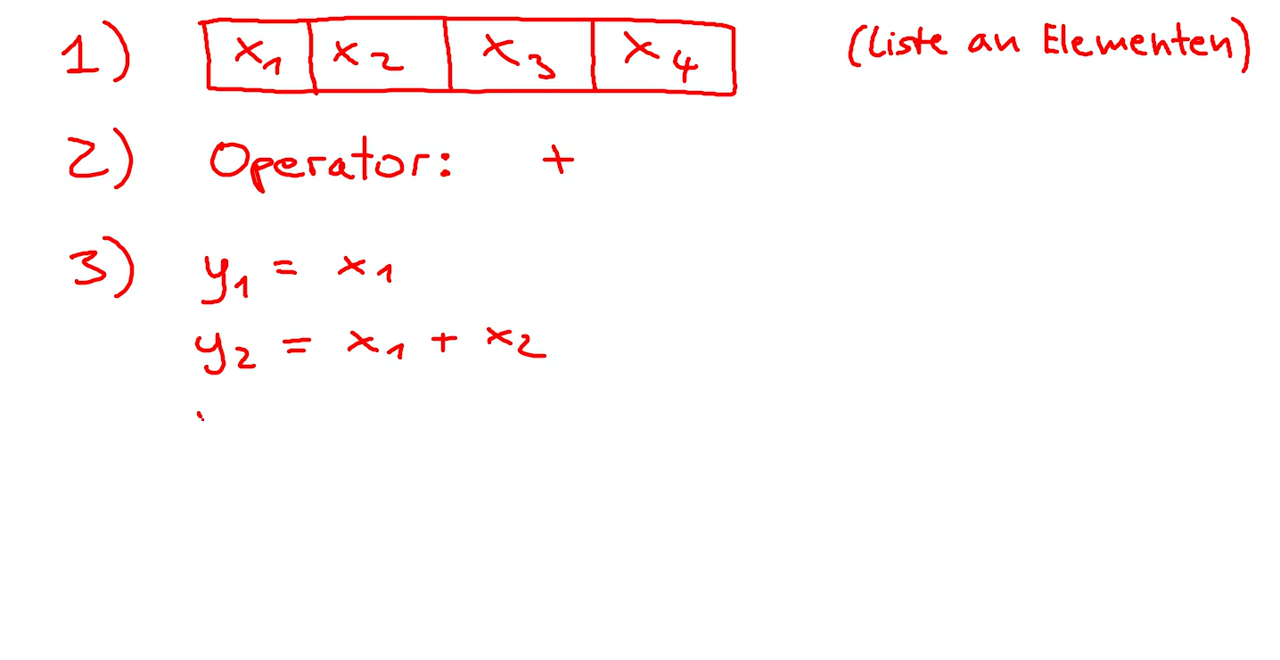 1) x₁ x₂ x₃ x₄ (Liste an Elementen)
2) Operator: +
3) y₁ = x₁
y₂ = x₁ + x₂